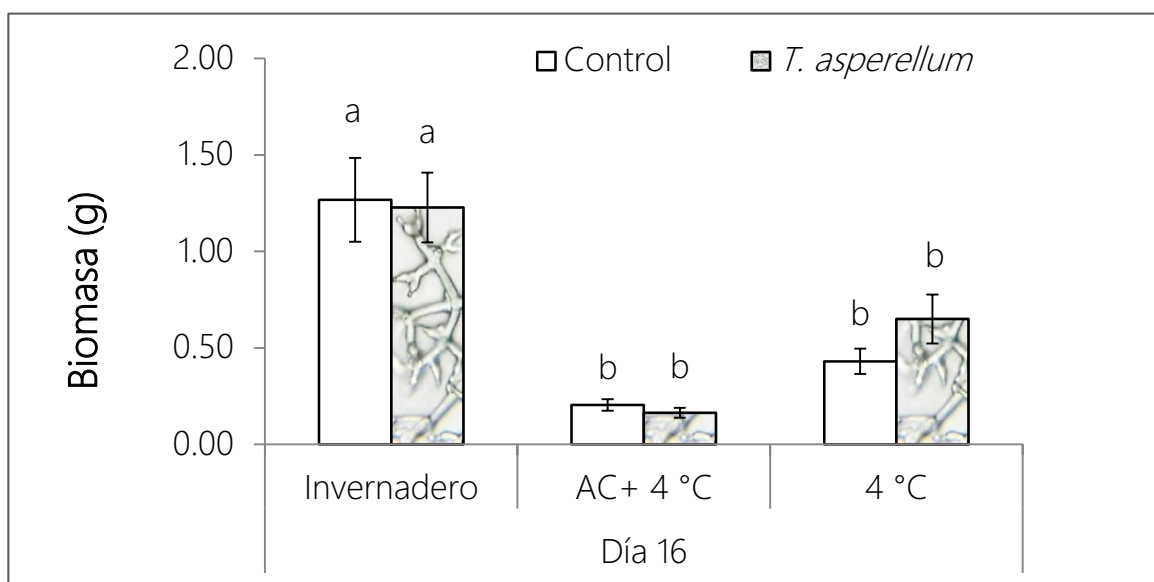 2.00
Control
T. asperellum
a
a
1.50
Biomasa (g)
1.00
b
b
0.50
b
b
0.00
Invernadero
AC+ 4 °C
4 °C
Día 16